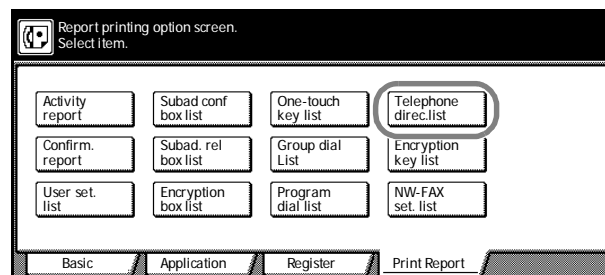 Report printing option screen.
Select item.
Activity report
Subad conf box list
One-touch key list
Telephone direc.list
Confirm. report
Subad. rel box list
Group dial List
Encryption key list
User set. list
Encryption box list
Program dial list
NW-FAX set. list
Basic
Application
Register
Print Report